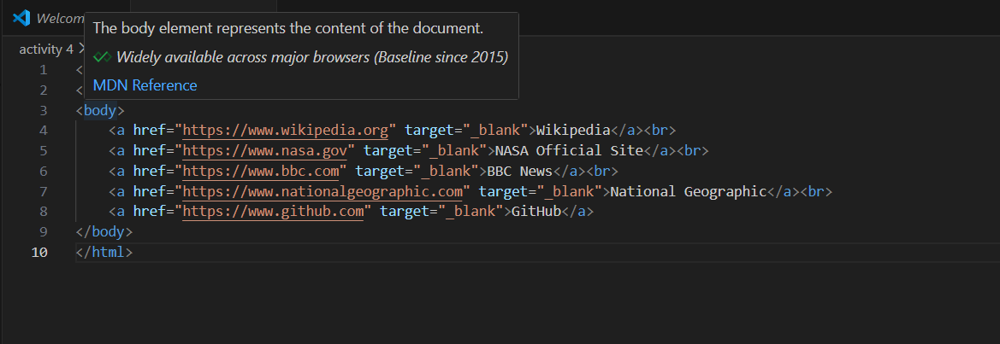 Welcom
The body element represents the content of the document.
Widely available across major browsers (Baseline since 2015)
MDN Reference
activity 4 >
1 <
2 <
3 <body>
4 <a href="https://www.wikipedia.org" target="_blank">Wikipedia</a><br>
5 <a href="https://www.nasa.gov" target="_blank">NASA Official Site</a><br>
6 <a href="https://www.bbc.com" target="_blank">BBC News</a><br>
7 <a href="https://www.nationalgeographic.com" target="_blank">National Geographic</a><br>
8 <a href="https://www.github.com" target="_blank">GitHub</a>
9 </body>
10 </html>